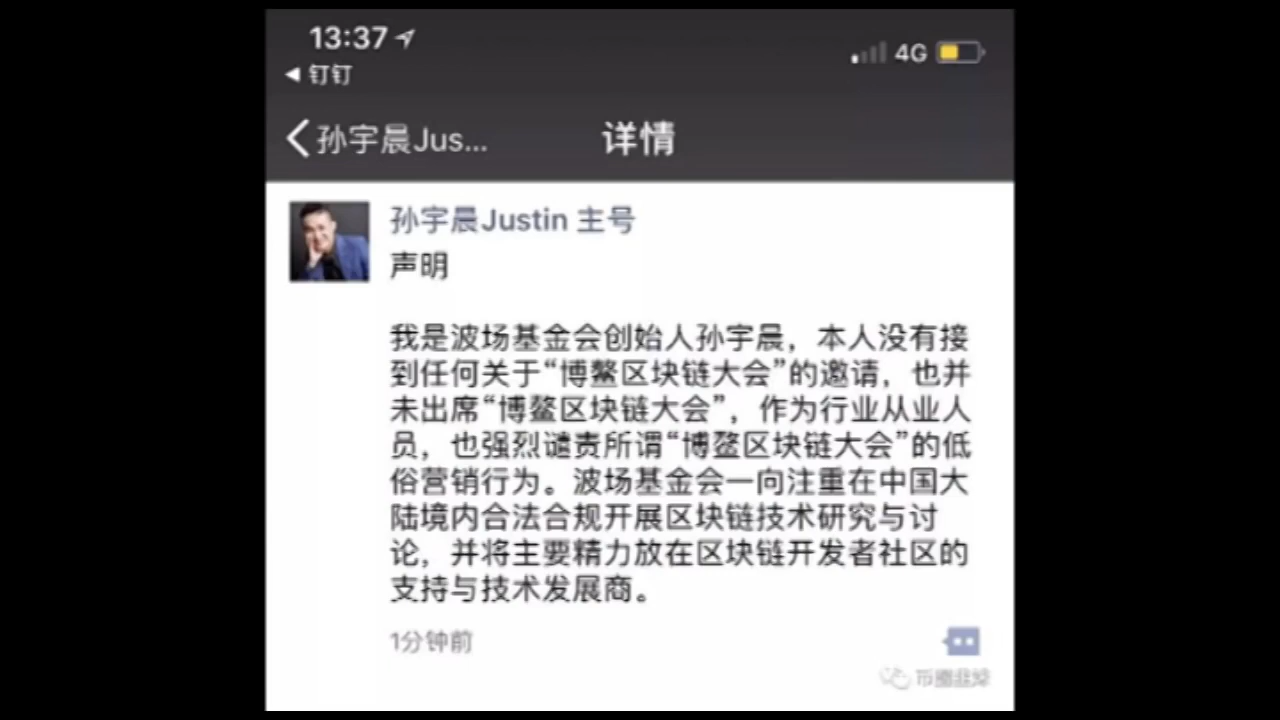 13:37
4G
钉钉
孙宇晨Jus...
详情
孙宇晨Justin 主号
声明
我是波场基金会创始人孙宇晨，本人没有接
到任何关于“博鳌区块链大会”的邀请，也并
未出席“博鳌区块链大会”，作为行业从业人
员，也强烈谴责所谓“博鳌区块链大会”的低
俗营销行为。波场基金会一向注重在中国大
陆境内合法合规开展区块链技术研究与讨
论，并将主要精力放在区块链开发者社区的
支持与技术发展商。
1分钟前